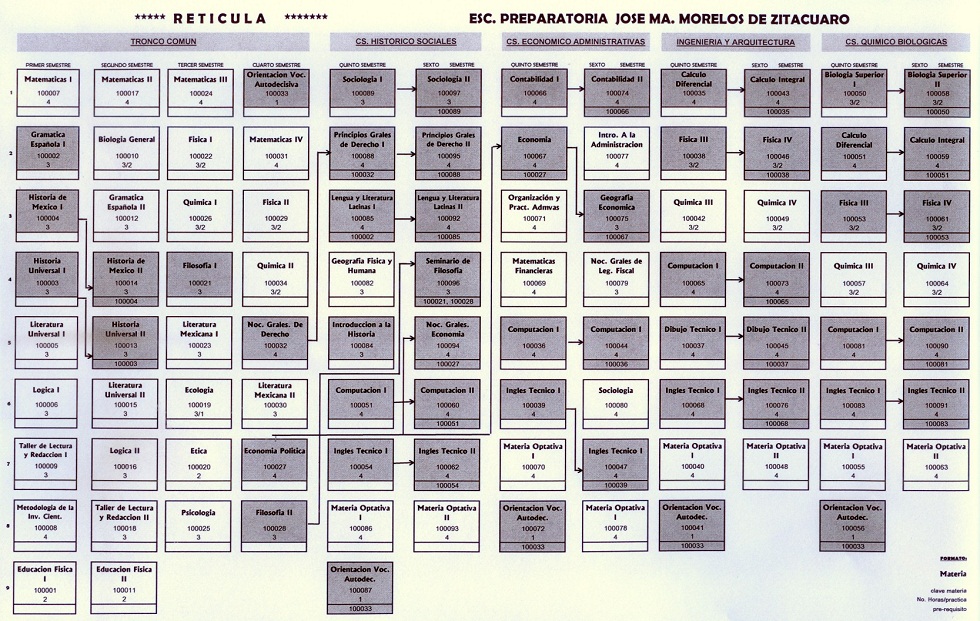 ***** RETICULA *******
ESC. PREPARATORIA JOSE MA. MORELOS DE ZITACUARO
TRONCO COMUN
CS. HISTORICO SOCIALES
CS. ECONOMICO ADMINISTRATIVAS
INGENIERIA Y ARQUITECTURA
CS. QUIMICO BIOLOGICAS
PRIMER SEMESTRE
SEGUNDO SEMESTRE
TERCER SEMESTRE
CUARTO SEMESTRE
QUINTO SEMESTRE
SEXTO SEMESTRE
QUINTO SEMESTRE
SEXTO SEMESTRE
QUINTO SEMESTRE
SEXTO SEMESTRE
QUINTO SEMESTRE
SEXTO SEMESTRE
1
Matematicas I
100007
4
Matematicas II
100017
4
Matematicas III
100024
4
Orientacion Voc.
Autodecisiva
100033
1
Sociologia I
100089
3
Sociologia II
100097
3
100089
Contabilidad I
100066
4
Contabilidad II
100074
4
100066
Calculo
Diferencial
100035
4
Calculo Integral
100043
4
100035
Biologia Superior
I
100050
3/2
Biologia Superior
II
100058
3/2
100050
2
Gramatica
Española I
100002
3
Biologia General
100010
3/2
Fisica I
100022
3/2
Matematicas IV
100031
4
Principios Grales
de Derecho I
100088
4
100032
Principios Grales
de Derecho II
100095
4
100088
Economia
100067
4
100027
Intro. A la
Administracion
100077
4
Fisica III
100038
3/2
Fisica IV
100046
3/2
100038
Calculo
Diferencial
100051
4
Calculo Integral
100059
4
100051
3
Historia de
Mexico I
100004
3
Gramatica
Española II
100012
3
Quimica I
100026
3/2
Fisica II
100029
3/2
Lengua y Literatura
Latinas I
100085
4
100002
Lengua y Literatura
Latinas II
100092
4
100085
Organización y
Pract. Admvas
100071
4
Geografia
Economica
100075
3
100067
Quimica III
100042
3/2
Quimica IV
100049
3/2
Fisica III
100053
3/2
Fisica IV
100061
3/2
100053
4
Historia
Universal I
100003
3
Historia de
Mexico II
100014
3
100004
Filosofia I
100021
3
Quimica II
100034
3/2
Geografia Fisica y
Humana
100082
3
Seminario de
Filosofia
100096
3
100021, 100028
Matematicas
Financieras
100069
4
Noc. Grales de
Leg. Fiscal
100079
3
Computacion I
100065
4
Computacion II
100073
4
100065
Quimica III
100057
3/2
Quimica IV
100064
3/2
5
Literatura
Universal I
100005
3
Historia
Universal II
100013
3
100003
Literatura
Mexicana I
100023
3
Noc. Grales. De
Derecho
100032
4
Introduccion a la
Historia
100084
3
Noc. Grales.
Economia
100094
4
100027
Computacion I
100036
4
Computacion I
100044
4
100036
Dibujo Tecnico I
100037
4
Dibujo Tecnico II
100045
4
100037
Computacion I
100081
4
Computacion II
100090
4
100081
6
Logica I
100006
3
Literatura
Universal II
100015
3
Ecologia
100019
3/1
Literatura
Mexicana II
100030
3
Computacion I
100051
4
Computacion II
100060
4
100051
Ingles Tecnico I
100039
4
Sociologia
100080
4
Ingles Tecnico I
100068
4
Ingles Tecnico II
100076
4
100068
Ingles Tecnico I
100083
4
Ingles Tecnico II
100091
4
100083
7
Taller de Lectura
y Redaccion I
100009
3
Logica II
100016
3
Etica
100020
2
Economia Politica
100027
4
Ingles Tecnico I
100054
4
Ingles Tecnico II
100062
4
100054
Materia Optativa
I
100070
4
Ingles Tecnico I
100047
4
100039
Materia Optativa
I
100040
4
Materia Optativa
II
100048
4
Materia Optativa
I
100055
4
Materia Optativa
II
100063
4
8
Metodologia de la
Inv. Cient.
100008
4
Taller de Lectura
y Redaccion II
100018
3
Psicologia
100025
3
Filosofia II
100028
3
Materia Optativa
I
100086
4
Materia Optativa
II
100093
4
Orientacion Voc.
Autodec.
100072
1
100033
Materia Optativa
I
100078
4
Orientacion Voc.
Autodec.
100041
1
100033
Orientacion Voc.
Autodec.
100056
1
100033
9
Educacion Fisica
I
100001
2
Educacion Fisica
II
100011
2
Orientacion Voc.
Autodec.
100087
1
100033
FORMATO:
Materia
clave materia
No. Horas/practica
pre-requisito